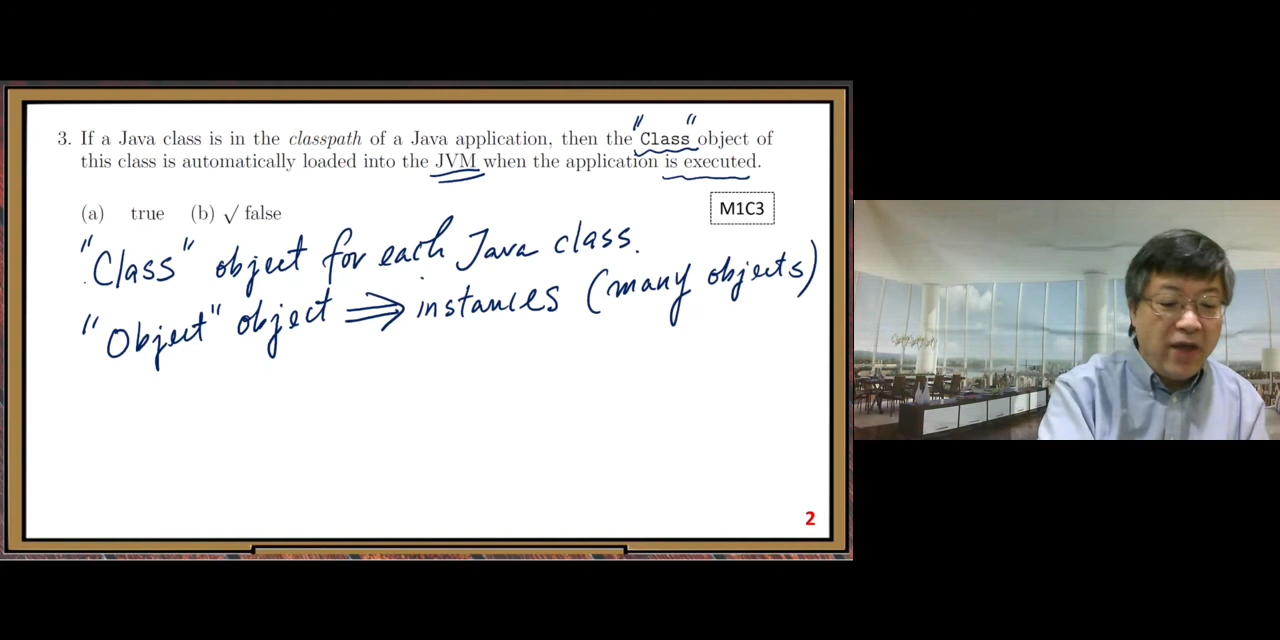 3. If a Java class is in the classpath of a Java application, then the "Class" object of
this class is automatically loaded into the JVM when the application is executed.
(a) true (b) √ false
M1C3
"Class" object for each Java class.
"Object" object ⇒ instances (many objects)
2